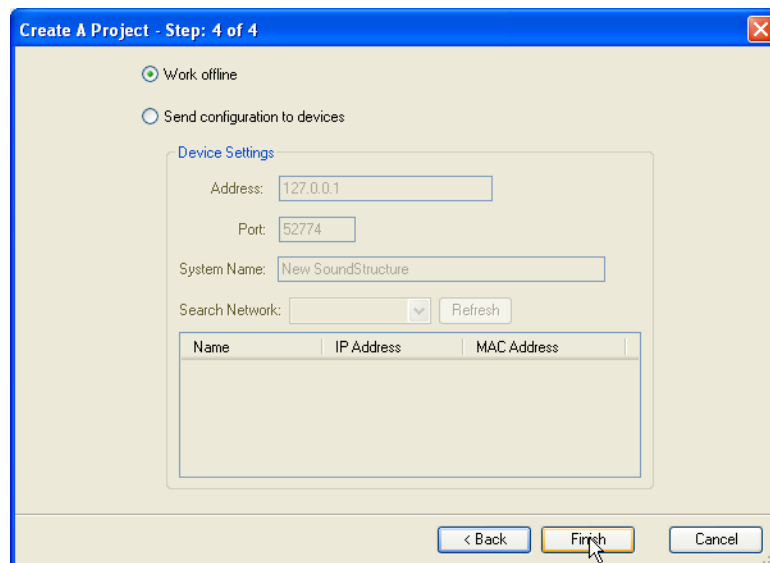 Create A Project - Step: 4 of 4
Work offline
Send configuration to devices
Device Settings
Address: 127.0.0.1
Port: 52774
System Name: New SoundStructure
Search Network: Refresh
Name IP Address MAC Address
< Back Finish Cancel